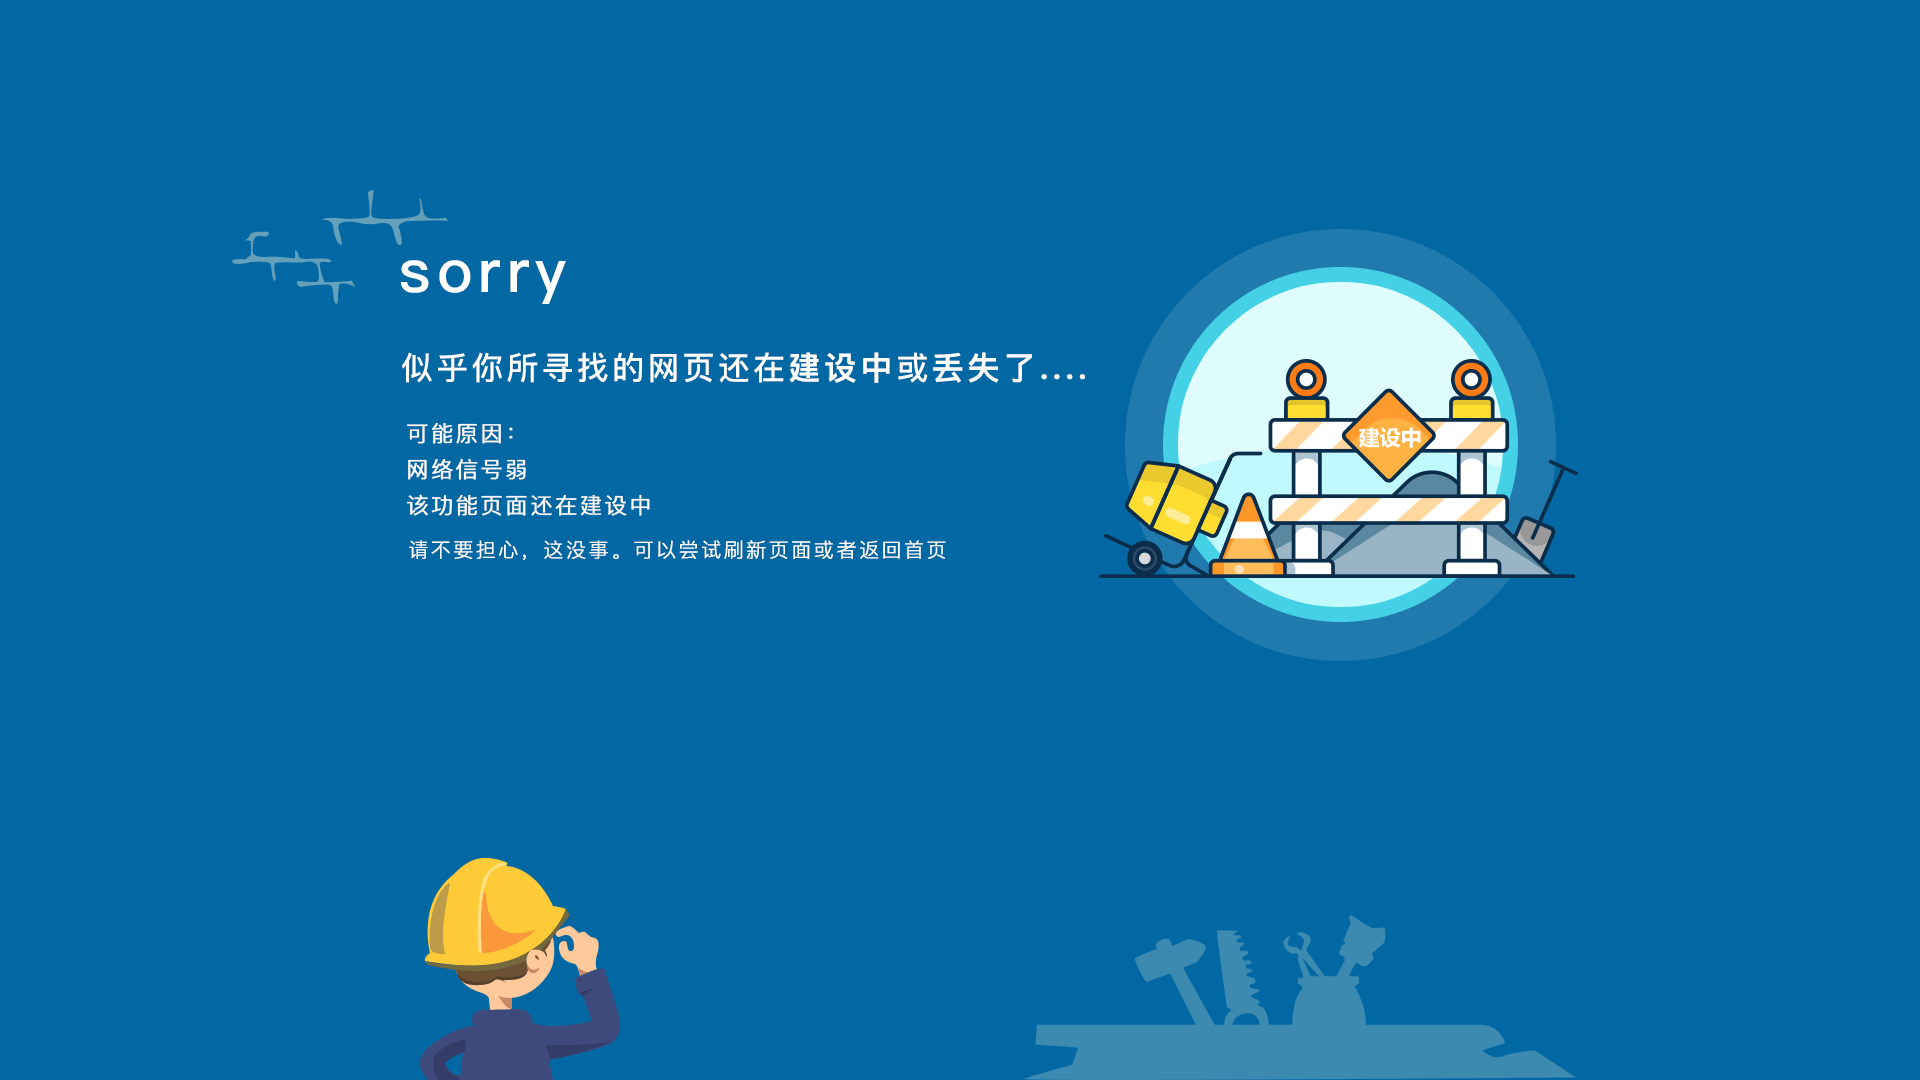 sorry
似乎你所寻找的网页还在建设中或丢失了....
可能原因：
网络信号弱
该功能页面还在建设中
请不要担心，这没事。可以尝试刷新页面或者返回首页
建设中